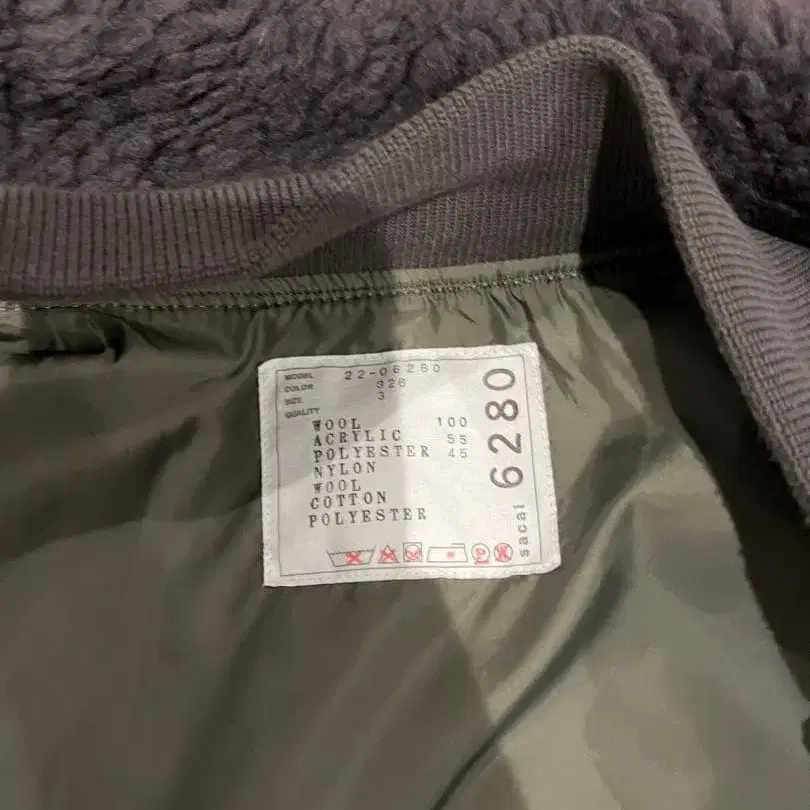 MODEL 22-06280
COLOR 326
SIZE 3
QUALITY
WOOL 100
ACRYLIC 55
POLYESTER 45
NYLON
WOOL
COTTON
POLYESTER
P
W
sacai 6280